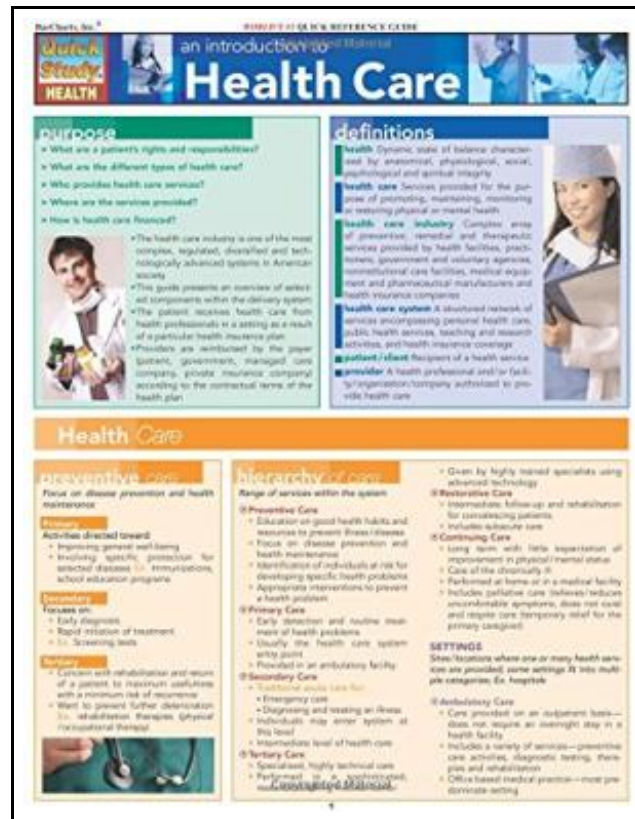 BarCharts, Inc.®
WORLD'S #1 QUICK REFERENCE GUIDE
Quick
Study
HEALTH
an introduction to
Copyrighted Material
Health Care
purpose
» What are a patient's rights and responsibilities?
» What are the different types of health care?
» Who provides health care services?
» Where are the services provided?
» How is health care financed?
•The health care industry is one of the most
complex, regulated, diversified and tech-
nologically advanced systems in American
society
•This guide presents an overview of select-
ed components within the delivery system
•The patient receives health care from
health professionals in a setting as a result
of a particular health insurance plan
•Providers are reimbursed by the payer
(patient, government, managed care
company, private insurance company)
according to the contractual terms of the
health plan
definitions
health Dynamic state of balance character-
ized by anatomical, physiological, social,
psychological and spiritual integrity
health care Services provided for the pur-
pose of promoting, maintaining, monitoring
or restoring physical or mental health
health care industry Complex array
of preventive, remedial and therapeutic
services provided by health facilities, practi-
tioners, government and voluntary agencies,
noninstitutional care facilities, medical equip-
ment and pharmaceutical manufacturers and
health insurance companies
health care system A structured network of
services encompassing personal health care,
public health services, teaching and research
activities, and health insurance coverage
patient/client Recipient of a health service
provider A health professional and/or facili-
ty/organization/company authorized to pro-
vide health care
Health Care
preventive care
Focus on disease prevention and health
maintenance
Primary
Activities directed toward:
• Improving general well-being
• Involving specific protection for
selected diseases Ex. Immunizations,
school education programs
Secondary
Focuses on:
• Early diagnosis
• Rapid initiation of treatment
• Ex. Screening tests
Tertiary
• Concern with rehabilitation and return
of a patient to maximum usefulness
with a minimum risk of recurrence
• Want to prevent further deterioration
Ex. rehabilitation therapies (physical
/occupational therapy)
hierarchy of care
Range of services within the system
Preventive Care
• Education on good health habits and
resources to prevent illness/disease
• Focus on disease prevention and
health maintenance
• Identification of individuals at risk for
developing specific health problems
• Appropriate interventions to prevent
a health problem
Primary Care
• Early detection and routine treat-
ment of health problems
• Usually the health care system
entry point
• Provided in an ambulatory facility
Secondary Care
• Traditional acute care for:
• Emergency care
• Diagnosing and treating an illness
• Individuals may enter system at
this level
• Intermediate level of health care
Tertiary Care
• Specialized, highly technical care
• Performed in a sophisticated,
Copyrighted Material
• Given by highly trained specialists using
advanced technology
Restorative Care
• Intermediate follow-up and rehabilitation
for convalescing patients
• Includes subacute care
Continuing Care
• Long term with little expectation of
improvement in physical/mental status
• Care of the chronically ill
• Performed at home or in a medical facility
• Includes palliative care (relieves/reduces
uncomfortable symptoms, does not cure)
and respite care (temporary relief for the
primary caregiver)
SETTINGS
Sites/locations where one or many health serv-
ices are provided; some settings fit into multi-
ple categories; Ex. hospitals
Ambulatory Care
• Care provided on an outpatient basis—
does not require an overnight stay in a
health facility
• Includes a variety of services—preventive
care activities, diagnostic testing, thera-
pies and rehabilitation
• Office based medical practice—most pre-
dominate setting
1